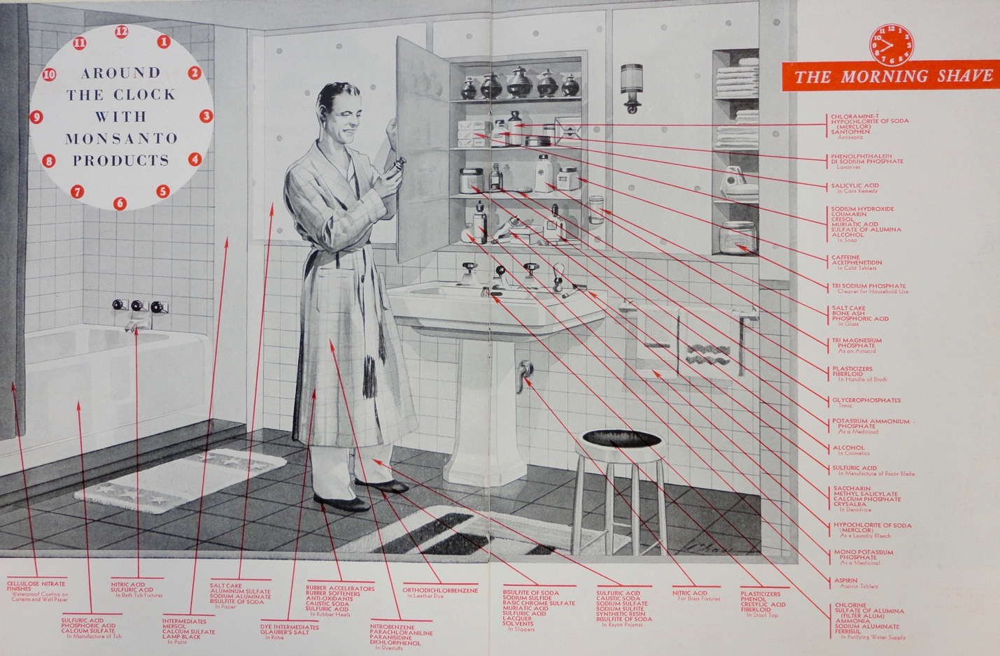 12
11
1
10
2
9
3
8
4
7
5
6
AROUND
THE CLOCK
WITH
MONSANTO
PRODUCTS
THE MORNING SHAVE
CHLORAMINE-T
HYPOCHLORITE OF SODA
(MERCLOR)
SANTOPHEN
Antiseptic
PHENOLPHTHALEIN
DI SODIUM PHOSPHATE
Laxatives
SALICYLIC ACID
In Corn Remedy
SODIUM HYDROXIDE
COUMARIN
CRESOL
MURIATIC ACID
SULFATE OF ALUMINA
ALCOHOL
In Soap
CAFFEINE
ACETPHENETIDIN
In Cold Tablets
TRI SODIUM PHOSPHATE
Cleaner for Household Use
SALT CAKE
BONE ASH
PHOSPHORIC ACID
In Glass
TRI MAGNESIUM
PHOSPHATE
As an Antacid
PLASTICIZERS
FIBERLOID
In Handle of Brush
GLYCEROPHOSPHATES
Tonic
POTASSIUM AMMONIUM
PHOSPHATE
As a Medicinal
ALCOHOL
In Cosmetics
SULFURIC ACID
In Manufacture of Razor Blade
SACCHARIN
METHYL SALICYLATE
CALCIUM PHOSPHATE
CRYSALBA
In Dentifrice
HYPOCHLORITE OF SODA
(MERCLOR)
As a Laundry Bleach
MONO POTASSIUM
PHOSPHATE
As a Medicinal
ASPIRIN
Aspirin Tablets
CHLORINE
SULFATE OF ALUMINA
(FILTER ALUM)
AMMONIA
SODIUM ALUMINATE
FERRISUL
In Purifying Water Supply
CELLULOSE NITRATE
FINISHES
Waterproof Coating on
Curtains and Wall Paper
SULFURIC ACID
PHOSPHORIC ACID
CALCIUM SULFATE
In Manufacture of Tub
NITRIC ACID
SULFURIC ACID
In Bath Tub Fixtures
INTERMEDIATES
MERSOL
CALCIUM SULFATE
LAMP BLACK
In Paint
SALT CAKE
ALUMINUM SULFATE
SODIUM ALUMINATE
BISULFITE OF SODA
In Paper
DYE INTERMEDIATES
GLAUBER'S SALT
In Robe
RUBBER ACCELERATORS
RUBBER SOFTENERS
ANTI-OXIDANTS
CAUSTIC SODA
SULFURIC ACID
In Rubber Heels
NITROBENZENE
PARACHLORANILINE
PARANISIDINE
DICHLORPHENOL
In Dyestuffs
ORTHODICHLORBENZENE
In Leather Dye
BISULFITE OF SODA
SODIUM SULFIDE
BASIC CHROME SULFATE
MURIATIC ACID
SULFURIC ACID
LACQUER
SOLVENTS
In Slippers
SULFURIC ACID
CAUSTIC SODA
SODIUM SULFATE
SODIUM SULFITE
SYNTHETIC RESIN
BISULFITE OF SODA
In Rayon Pajamas
NITRIC ACID
For Brass Fixtures
PLASTICIZERS
PHENOL
CRESYLIC ACID
FIBERLOID
In Stool Top